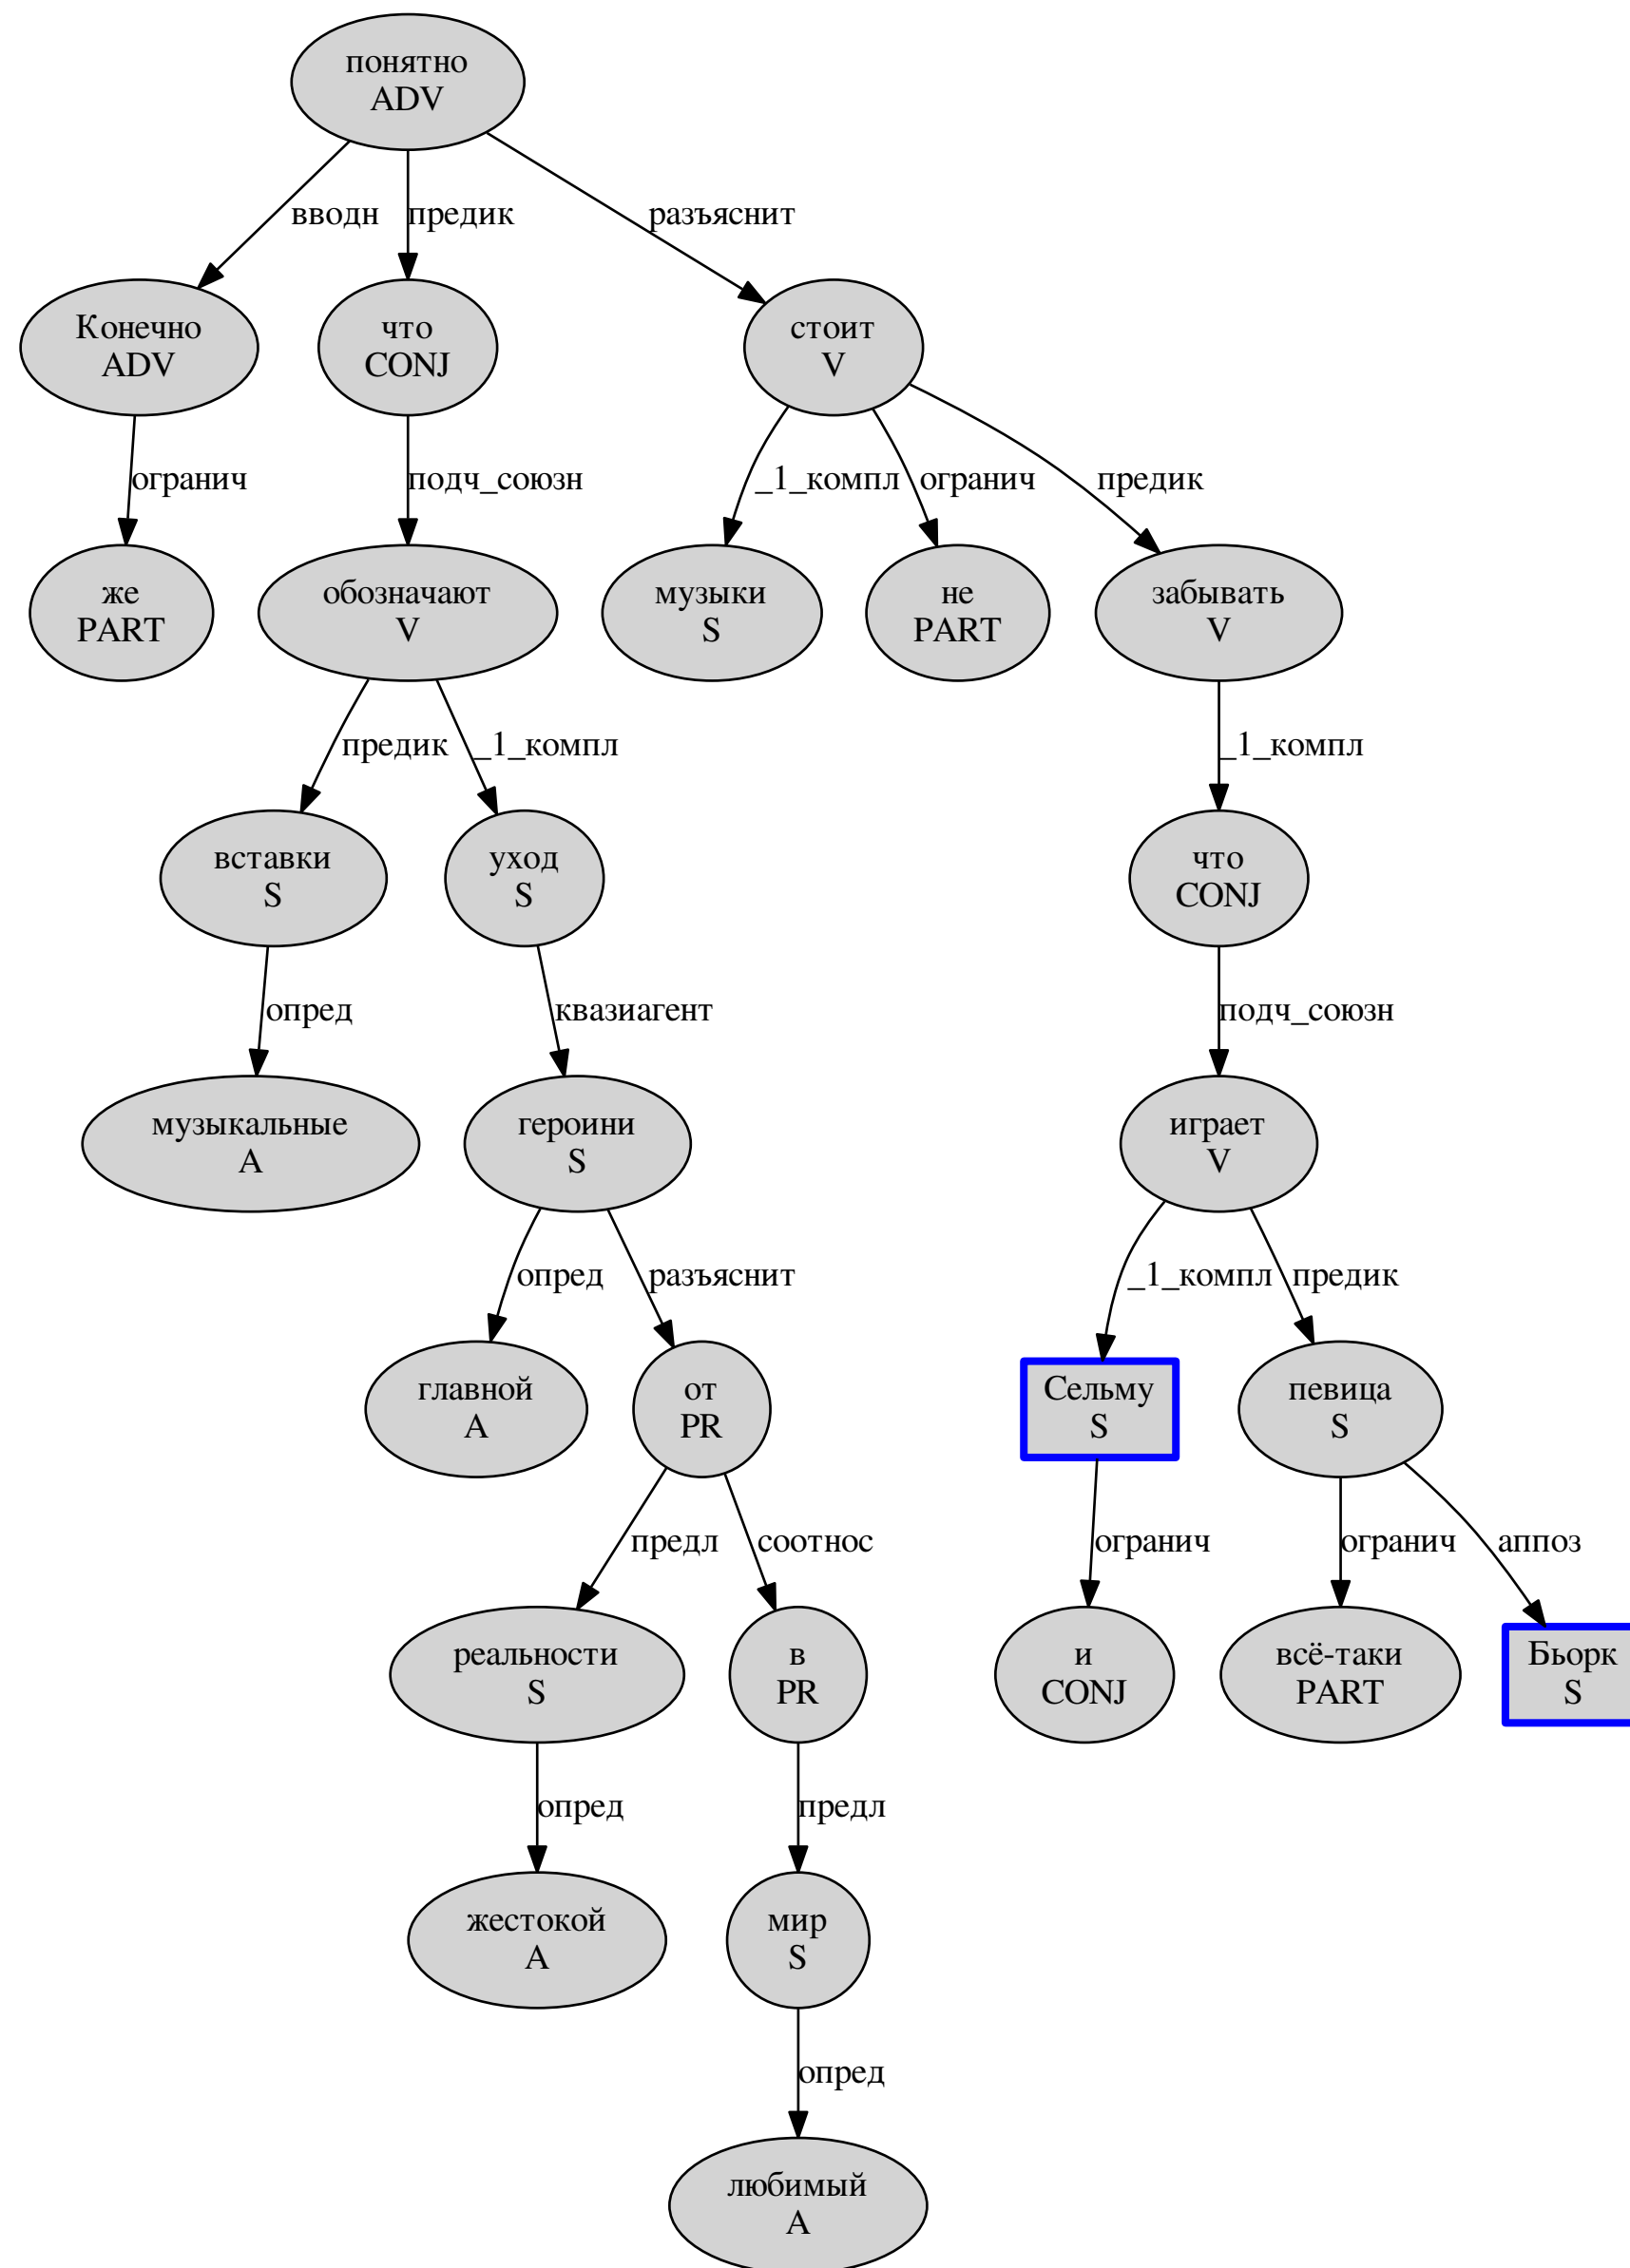 понятно
ADV
вводн предик разъяснит
Конечно
ADV
что
CONJ
стоит
V
огранич подч_союзн _1_компл огранич предик
же
PART
обозначают
V
музыки
S
не
PART
забывать
V
предик _1_компл _1_компл
вставки
S
уход
S
что
CONJ
опред квазиагент подч_союзн
музыкальные
A
героини
S
играет
V
опред разъяснит _1_компл предик
главной
A
от
PR
Сельму
S
певица
S
предл соотнос огранич огранич аппоз
реальности
S
в
PR
и
CONJ
всё-таки
PART
Бьорк
S
опред предл
жестокой
A
мир
S
опред
любимый
A